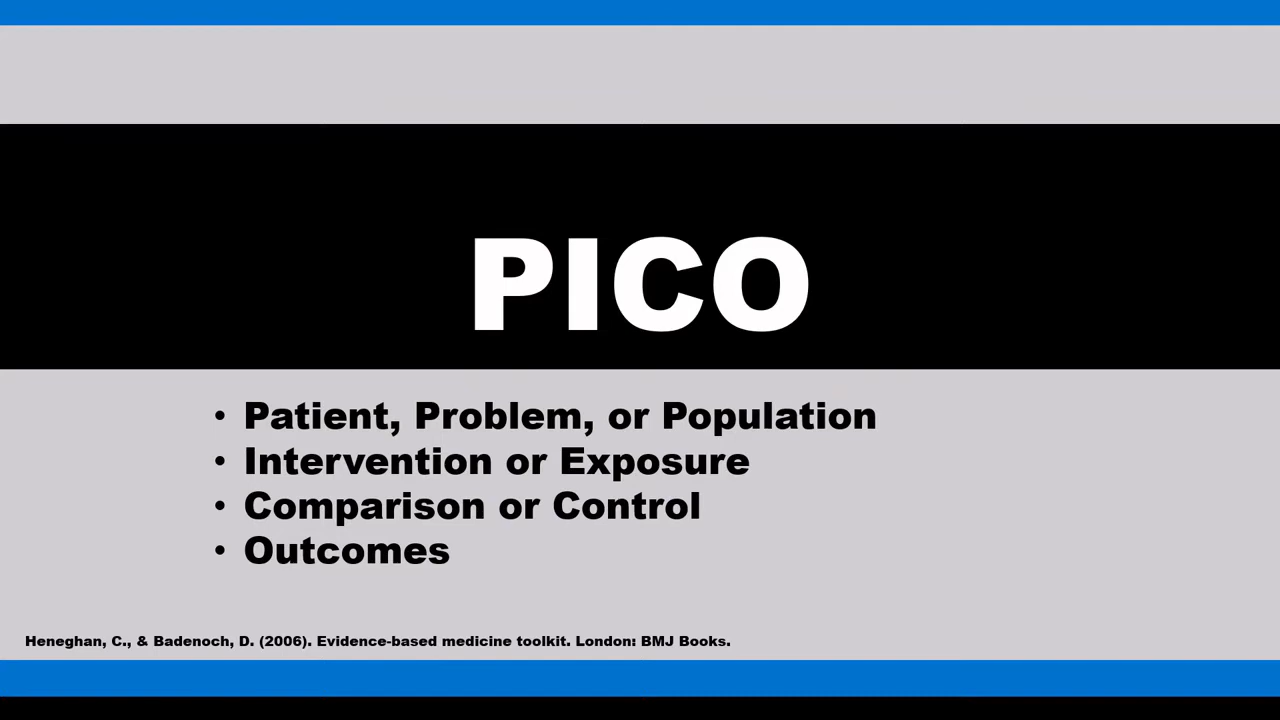 PICO
• Patient, Problem, or Population
• Intervention or Exposure
• Comparison or Control
• Outcomes
Heneghan, C., & Badenoch, D. (2006). Evidence-based medicine toolkit. London: BMJ Books.